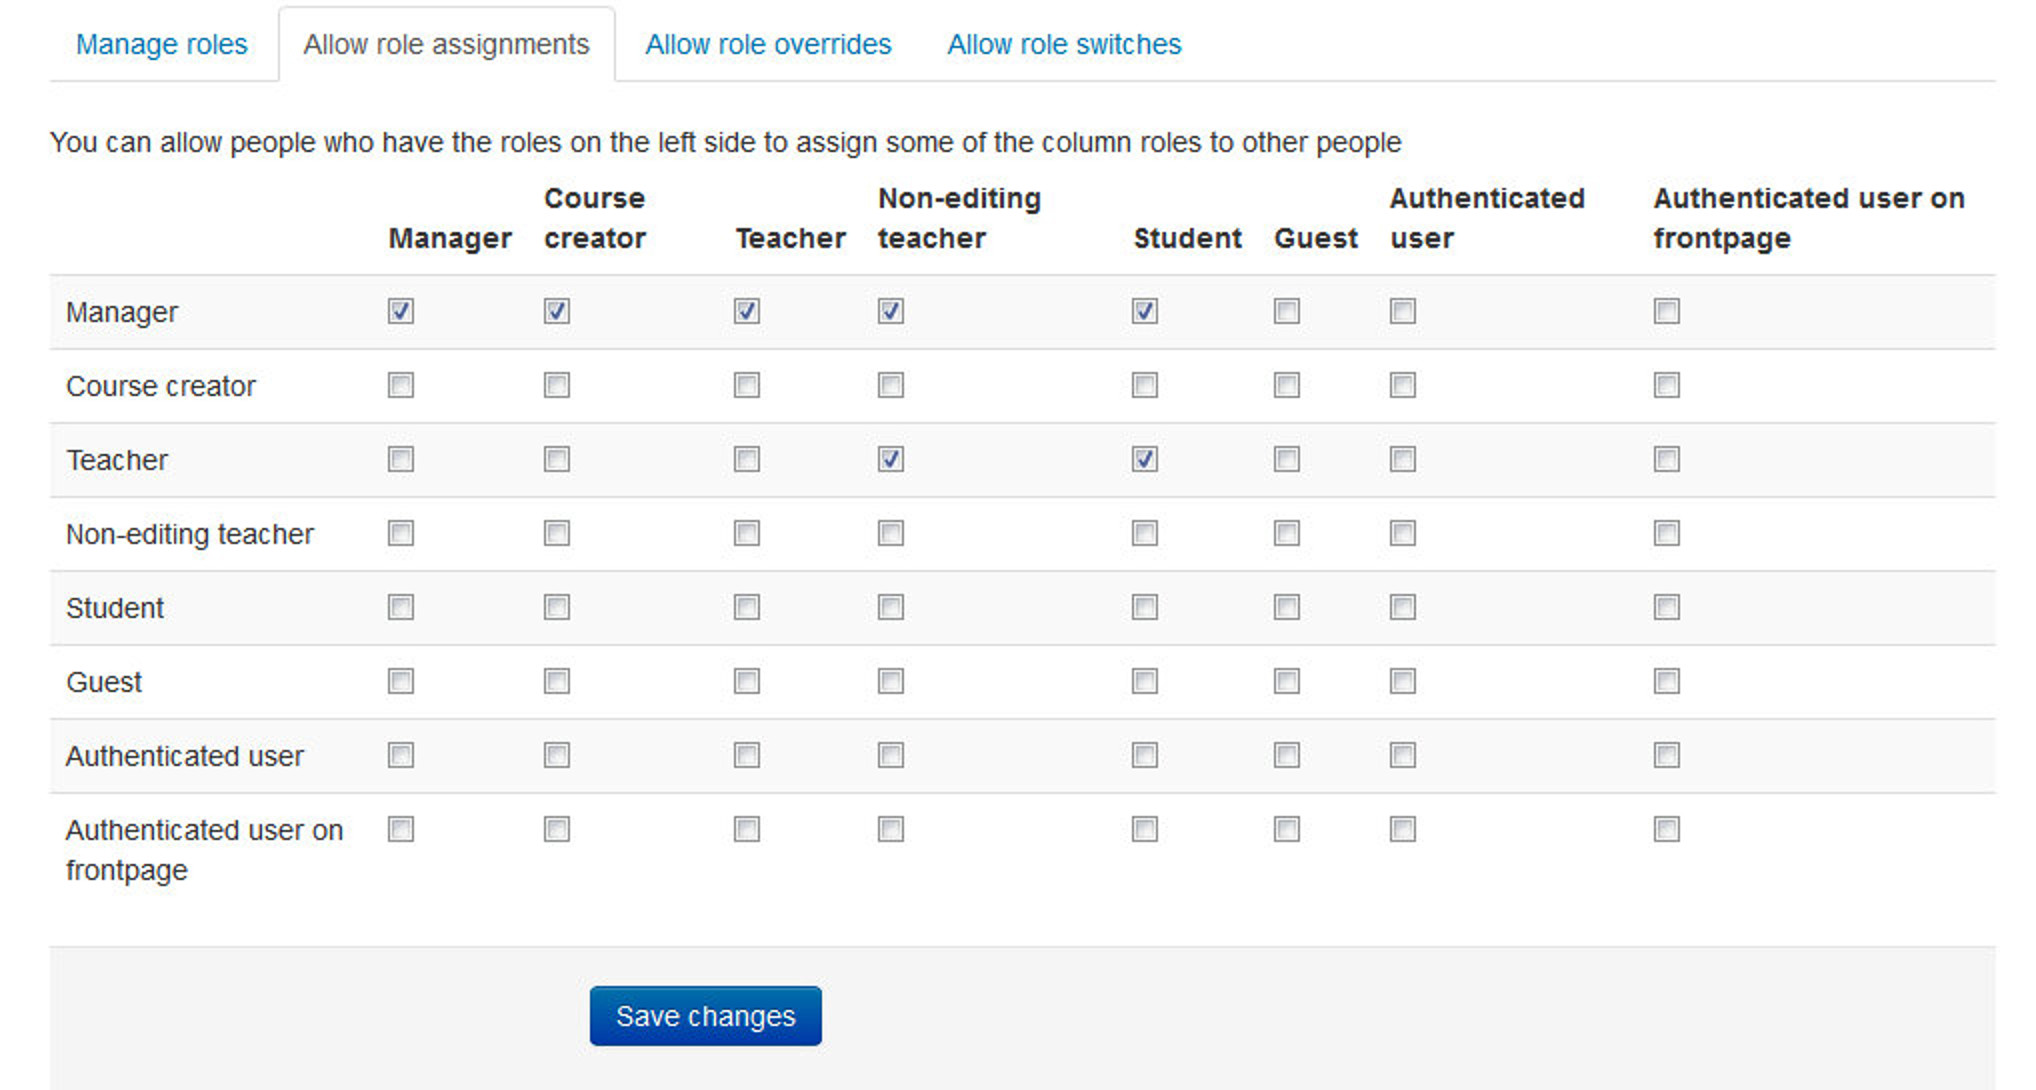 Manage roles Allow role assignments Allow role overrides Allow role switches
You can allow people who have the roles on the left side to assign some of the column roles to other people
Manager Course creator Teacher Non-editing teacher Student Guest Authenticated user Authenticated user on frontpage
Manager
Course creator
Teacher
Non-editing teacher
Student
Guest
Authenticated user
Authenticated user on
frontpage
Save changes